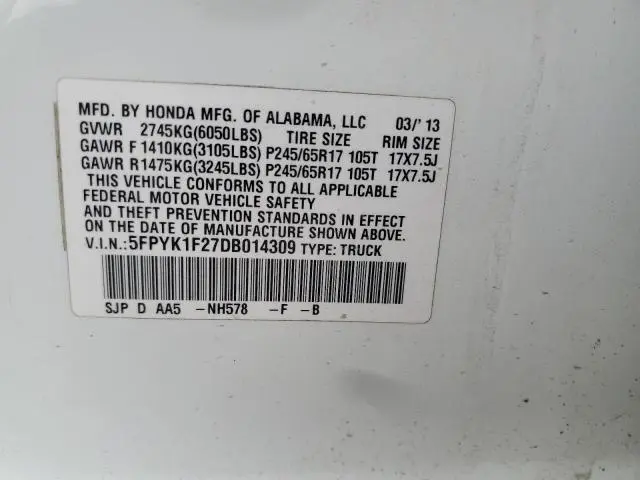 MFD. BY HONDA MFG. OF ALABAMA, LLC 03/'13
GVWR 2745KG(6050LBS) TIRE SIZE RIM SIZE
GAWR F 1410KG(3105LBS) P245/65R17 105T 17X7.5J
GAWR R1475KG(3245LBS) P245/65R17 105T 17X7.5J
THIS VEHICLE CONFORMS TO ALL APPLICABLE
FEDERAL MOTOR VEHICLE SAFETY
AND THEFT PREVENTION STANDARDS IN EFFECT
ON THE DATE OF MANUFACTURE SHOWN ABOVE.
V.I.N.:5FPYK1F27DB014309 TYPE: TRUCK
SJP D AA5 -NH578 -F -B